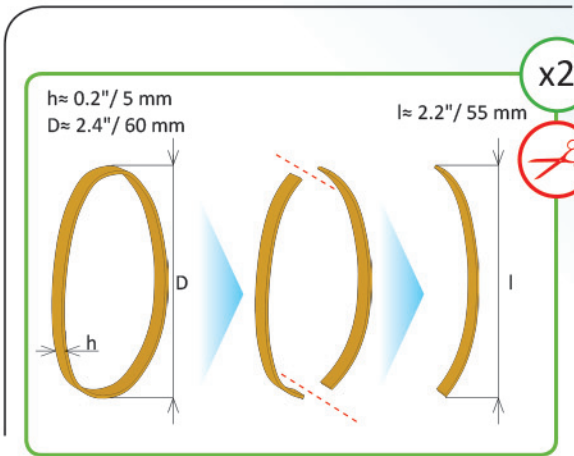 x2
h≈ 0.2"/ 5 mm
D≈ 2.4"/ 60 mm
l≈ 2.2"/ 55 mm
D
l
h